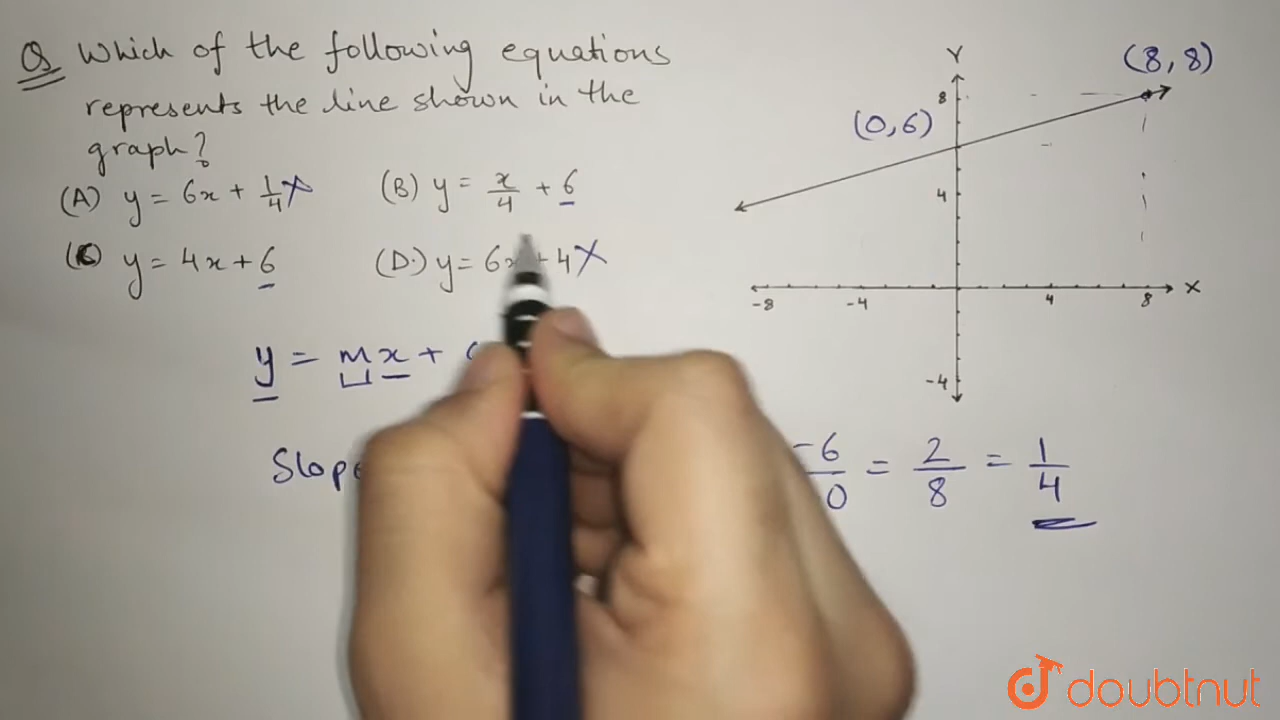 Q Which of the following equations
represents the line shown in the
graph?
(A) y = 6x + 1/4 X (B) y = x/4 + 6
(C) y = 4x + 6 (D.) y = 6x + 4 X
y = mx +
Slope
-6/0 = 2/8 = 1/4
Y
(8, 8)
8
(0,6)
4
-8 -4 4 8 X
-4
doubtnut